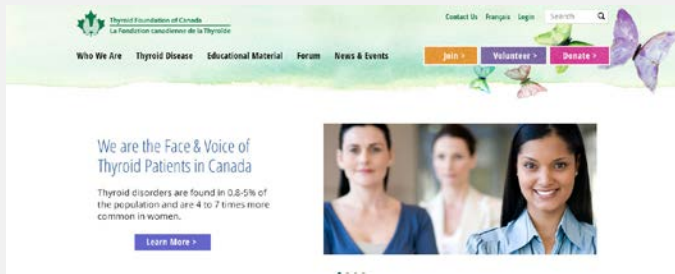 Thyroid Foundation of Canada
La Fondation canadienne de la Thyroïde
Contact Us Français Login Search
Who We Are Thyroid Disease Educational Material Forum News & Events
Join > Volunteer > Donate >
We are the Face & Voice of
Thyroid Patients in Canada
Thyroid disorders are found in 0.8-5% of
the population and are 4 to 7 times more
common in women.
Learn More >